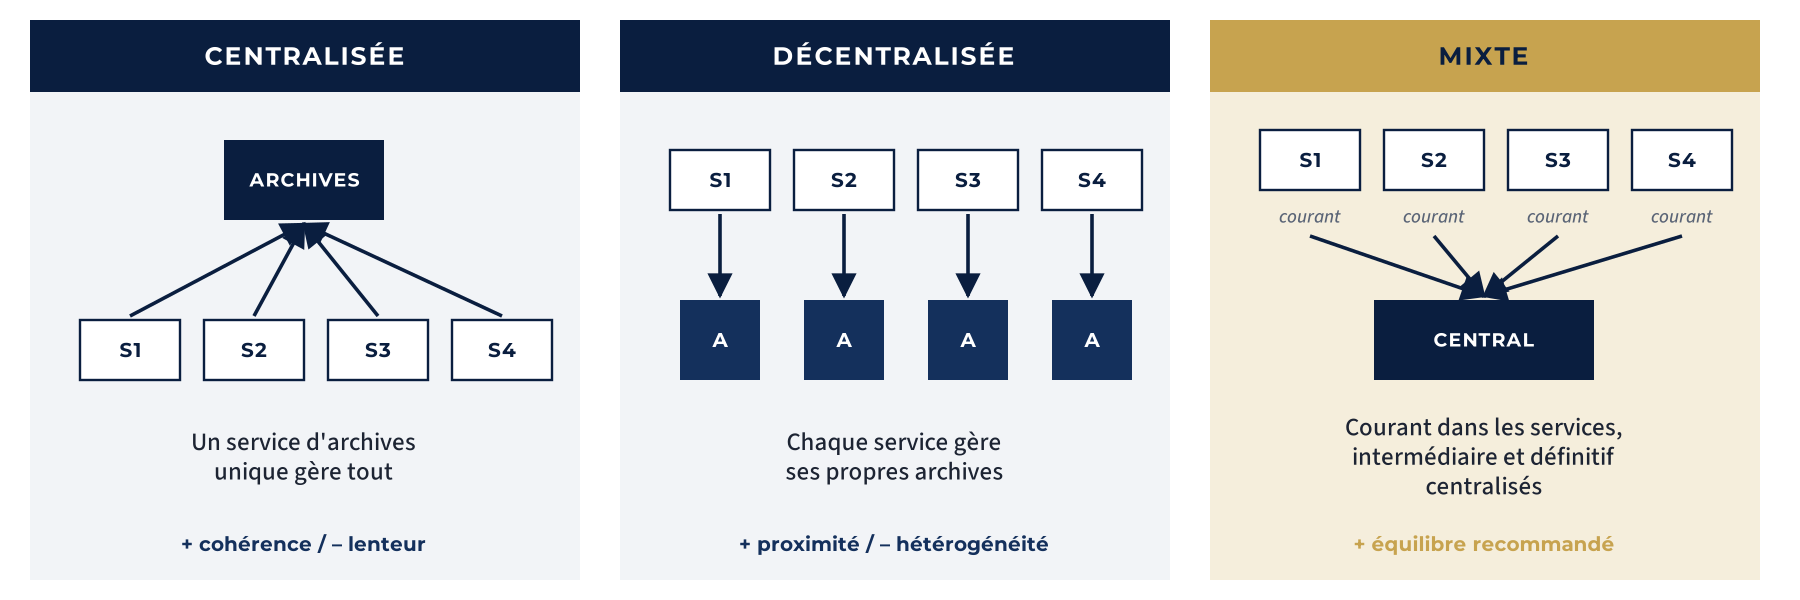 CENTRALISÉE
ARCHIVES
S1 S2 S3 S4
Un service d'archives
unique gère tout
+ cohérence / – lenteur
DÉCENTRALISÉE
S1 S2 S3 S4
A A A A
Chaque service gère
ses propres archives
+ proximité / – hétérogénéité
MIXTE
S1 S2 S3 S4
courant courant courant courant
CENTRAL
Courant dans les services,
intermédiaire et définitif
centralisés
+ équilibre recommandé